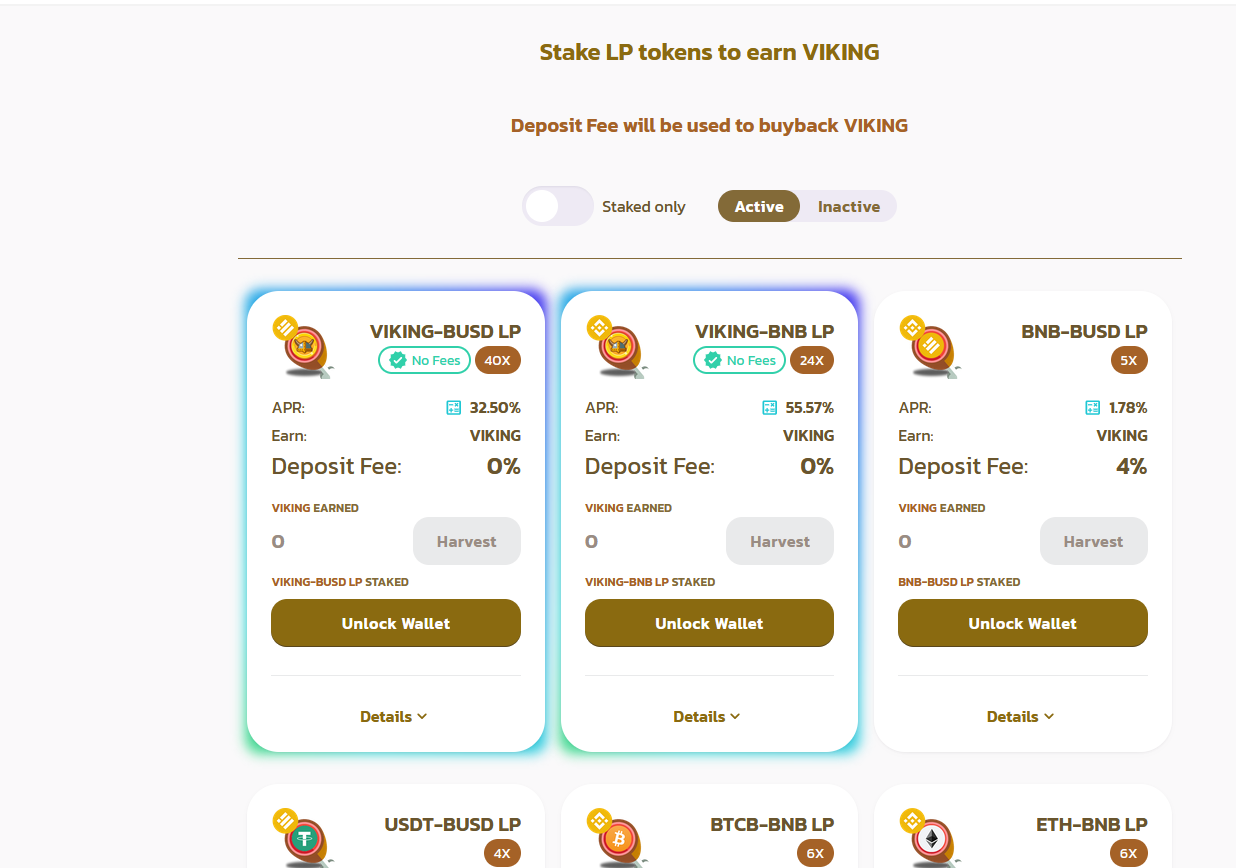 Stake LP tokens to earn VIKING
Deposit Fee will be used to buyback VIKING
Staked only
Active Inactive
VIKING-BUSD LP
No Fees 40X
APR: 32.50%
Earn: VIKING
Deposit Fee: 0%
VIKING EARNED
0 Harvest
VIKING-BUSD LP STAKED
Unlock Wallet
Details
VIKING-BNB LP
No Fees 24X
APR: 55.57%
Earn: VIKING
Deposit Fee: 0%
VIKING EARNED
0 Harvest
VIKING-BNB LP STAKED
Unlock Wallet
Details
BNB-BUSD LP
5X
APR: 1.78%
Earn: VIKING
Deposit Fee: 4%
VIKING EARNED
0 Harvest
BNB-BUSD LP STAKED
Unlock Wallet
Details
USDT-BUSD LP
4X
BTCB-BNB LP
6X
ETH-BNB LP
6X